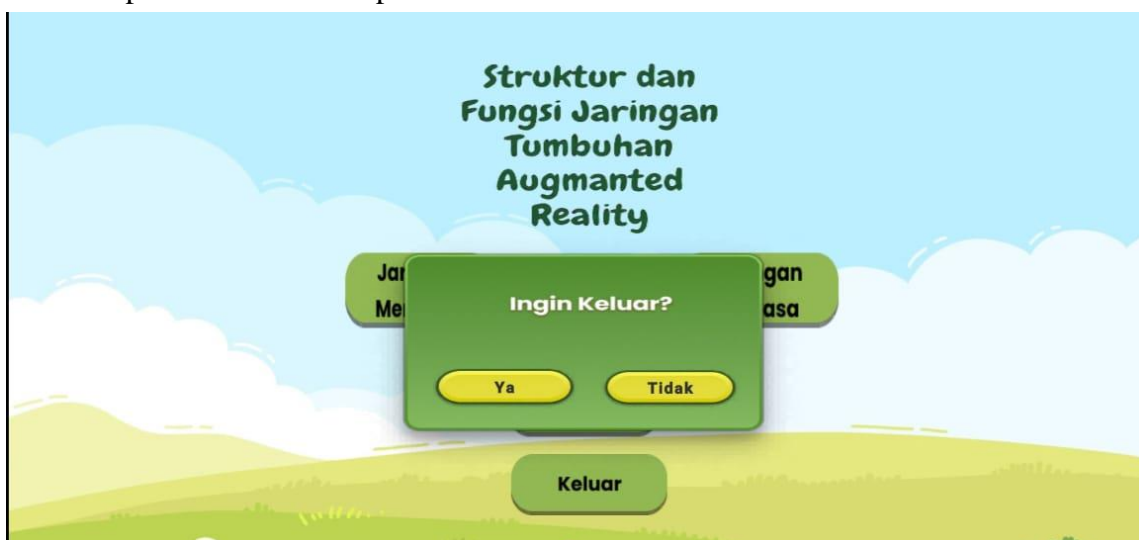 Struktur dan
Fungsi Jaringan
Tumbuhan
Augmanted
Reality
Ingin Keluar?
Ya
Tidak
Keluar